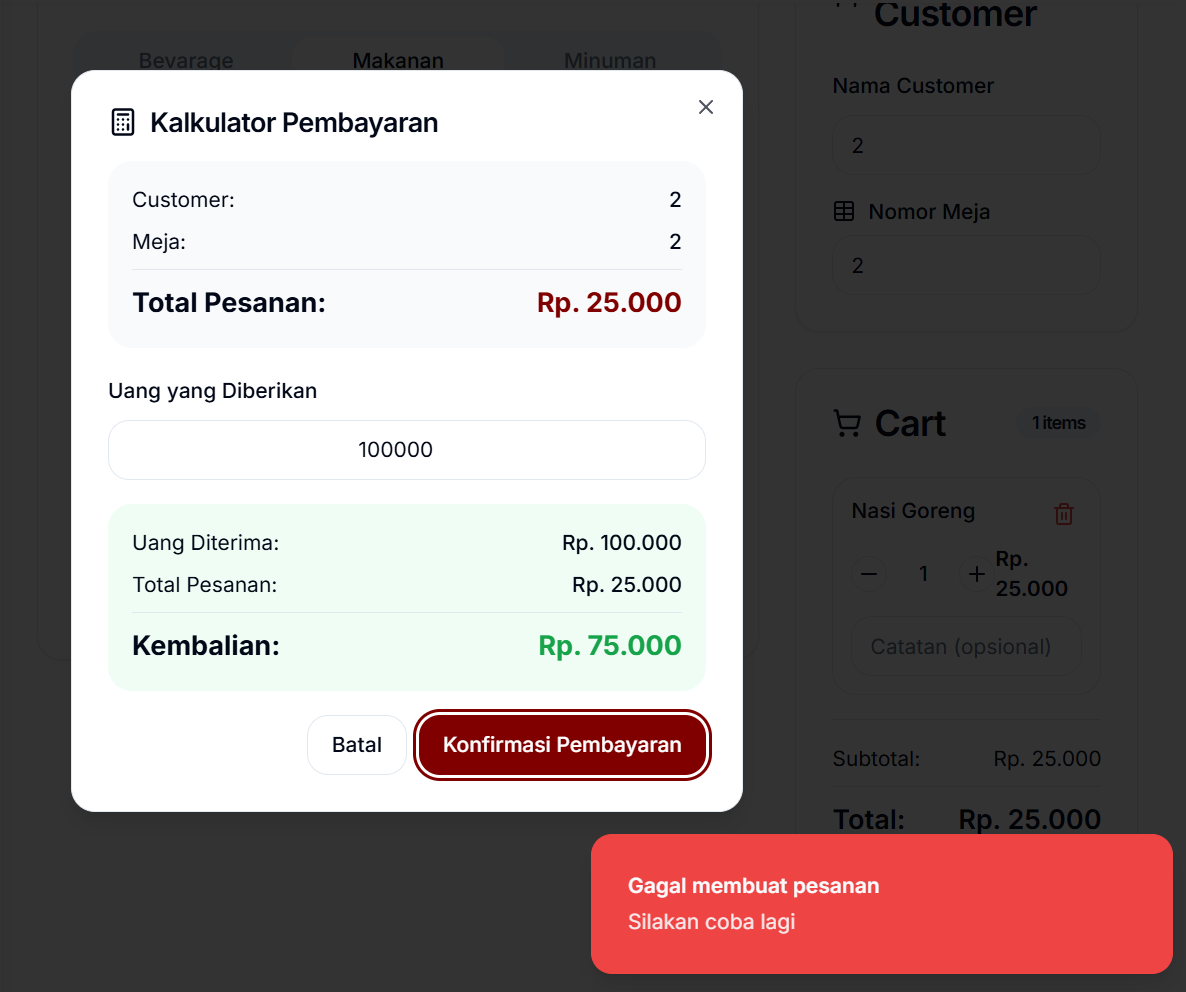 Bevarage
Makanan
Minuman
Kalkulator Pembayaran
Customer:
2
Meja:
2
Total Pesanan:
Rp. 25.000
Uang yang Diberikan
100000
Uang Diterima:
Rp. 100.000
Total Pesanan:
Rp. 25.000
Kembalian:
Rp. 75.000
Batal
Konfirmasi Pembayaran
Customer
Nama Customer
2
Nomor Meja
2
Cart
1 items
Nasi Goreng
1
Rp.
25.000
Catatan (opsional)
Subtotal:
Rp. 25.000
Total:
Rp. 25.000
Gagal membuat pesanan
Silakan coba lagi